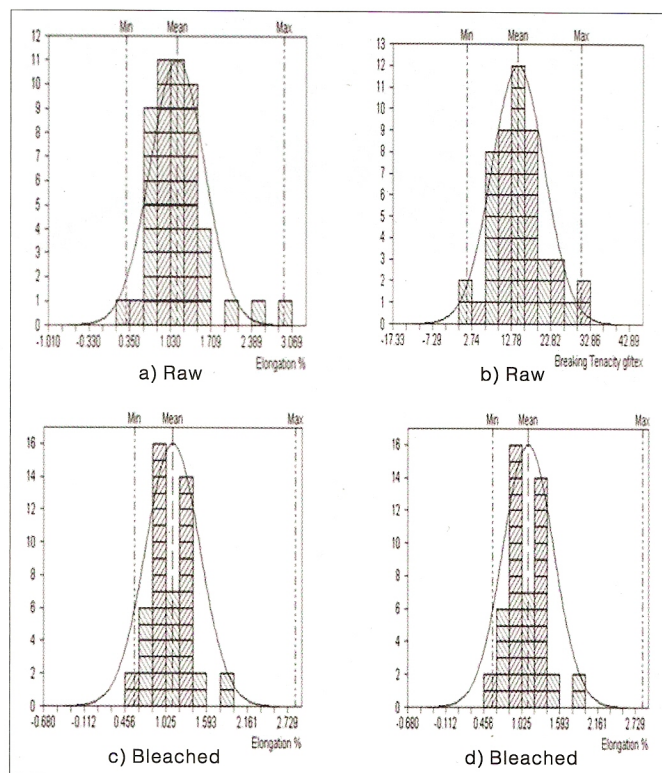 Min Mean Max
12
11
10
9
8
7
6
5
4
3
2
1
0
-1.010 -0.330 0.350 1.030 1.709 2.389 3.069
Elongation %
a) Raw
Min Mean Max
13
12
11
10
9
8
7
6
5
4
3
2
1
0
-17.33 -7.29 2.74 12.78 22.82 32.86 42.89
Breaking Tenacity gf/tex
b) Raw
Min Mean Max
16
14
12
10
8
6
4
2
0
-0.680 -0.112 0.456 1.025 1.593 2.161 2.729
Elongation %
c) Bleached
Min Mean Max
16
14
12
10
8
6
4
2
0
-0.680 -0.112 0.456 1.025 1.593 2.161 2.729
Elongation %
d) Bleached